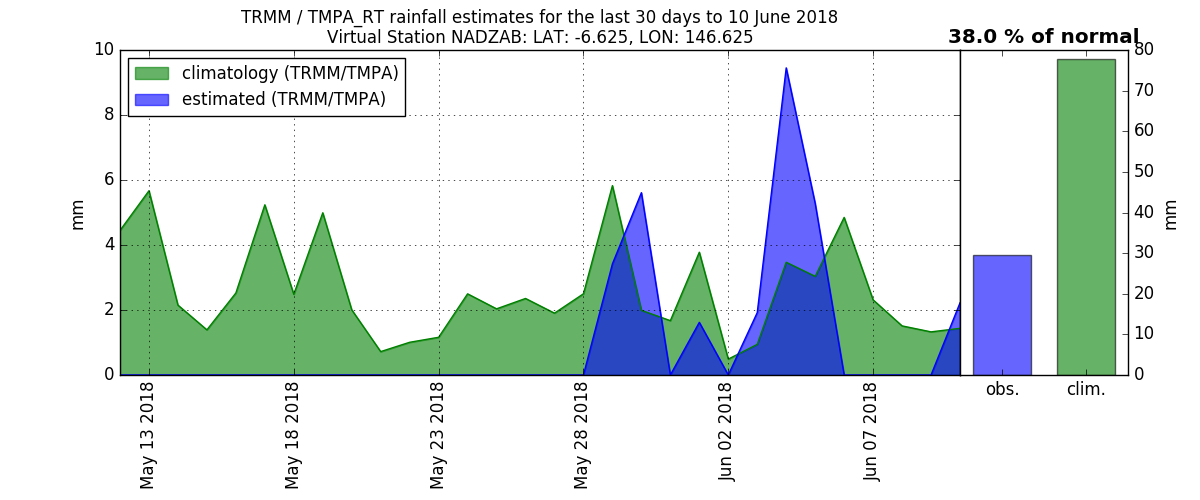 TRMM / TMPA_RT rainfall estimates for the last 30 days to 10 June 2018
Virtual Station NADZAB: LAT: -6.625, LON: 146.625
38.0 % of normal
climatology (TRMM/TMPA)
estimated (TRMM/TMPA)
mm
10
8
6
4
2
0
May 13 2018
May 18 2018
May 23 2018
May 28 2018
Jun 02 2018
Jun 07 2018
obs.
clim.
80
70
60
50
40
30
20
10
0
mm